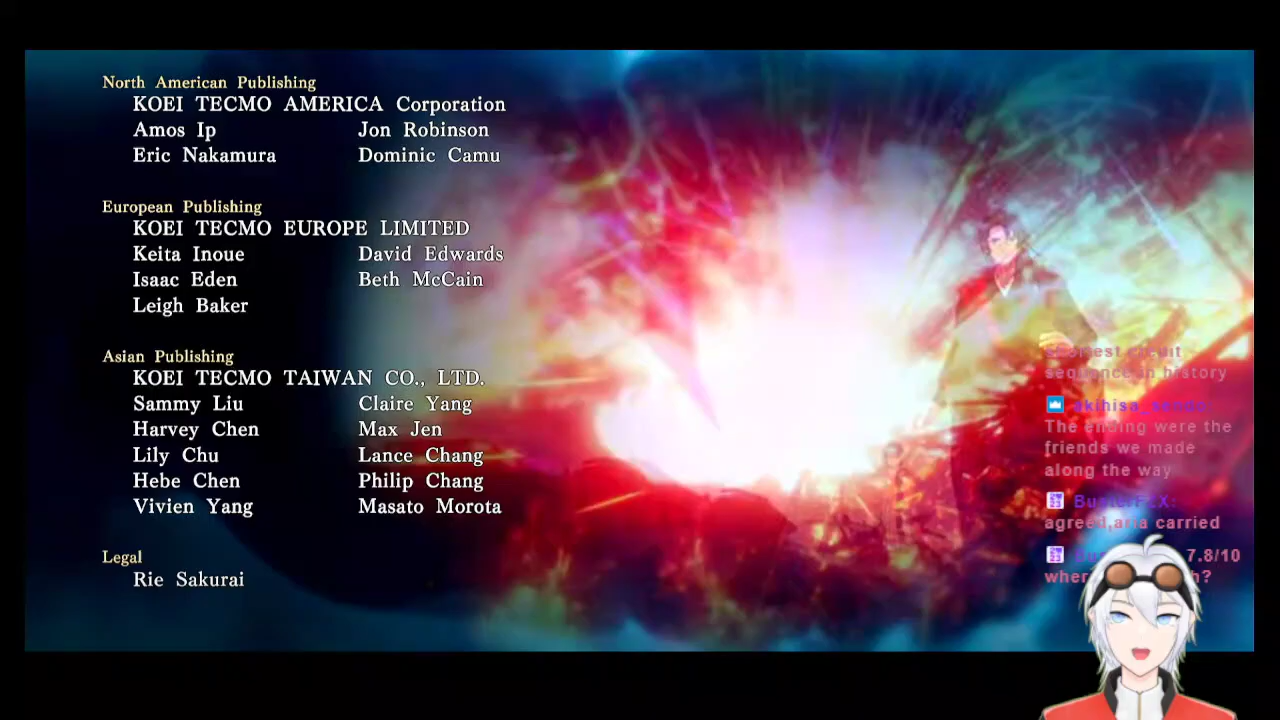 North American Publishing
KOEI TECMO AMERICA Corporation
Amos Ip Jon Robinson
Eric Nakamura Dominic Camu
European Publishing
KOEI TECMO EUROPE LIMITED
Keita Inoue David Edwards
Isaac Eden Beth McCain
Leigh Baker
Asian Publishing
KOEI TECMO TAIWAN CO., LTD.
Sammy Liu Claire Yang
Harvey Chen Max Jen
Lily Chu Lance Chang
Hebe Chen Philip Chang
Vivien Yang Masato Morota
Legal
Rie Sakurai
sequence in history
The ending were the
friends we made
along the way
agreed,aria carried
7.8/10